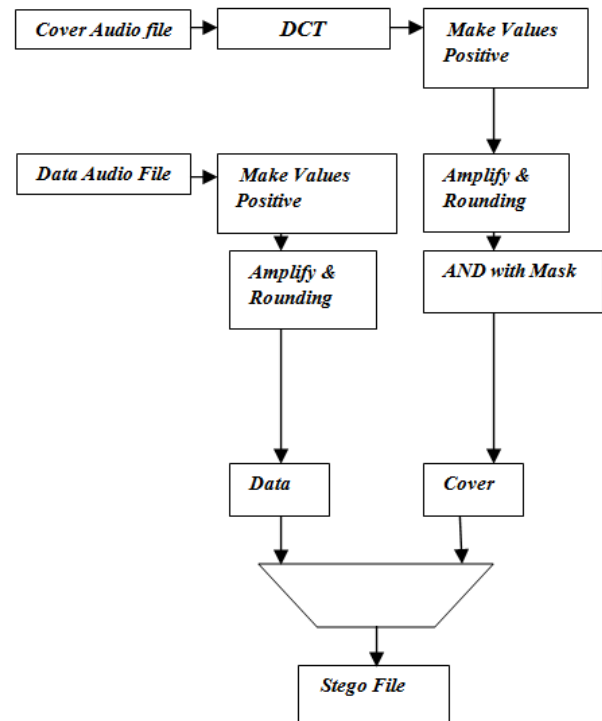 Cover Audio file
DCT
Make Values
Positive
Data Audio File
Make Values
Positive
Amplify &
Rounding
Amplify &
Rounding
AND with Mask
Data
Cover
Stego File